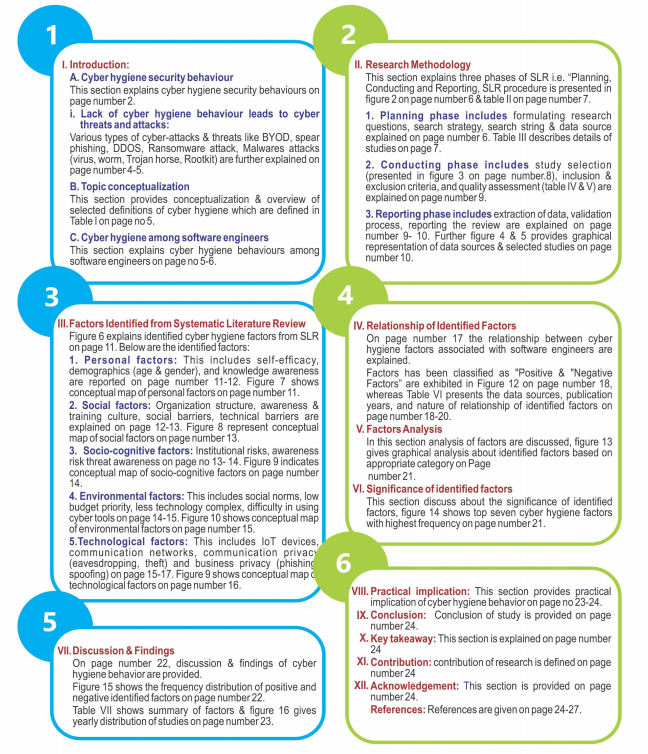 1
I. Introduction:
A. Cyber hygiene security behaviour
This section explains cyber hygiene security behaviours on
page number 2.
i. Lack of cyber hygiene behaviour leads to cyber
threats and attacks:
Various types of cyber-attacks & threats like BYOD, spear
phishing, DDOS, Ransomware attack, Malwares attacks
(virus, worm, Trojan horse, Rootkit) are further explained on
page number 4-5.
B. Topic conceptualization
This section provides conceptualization & overview of
selected definitions of cyber hygiene which are defined in
Table I on page no 5.
C. Cyber hygiene among software engineers
This section explains cyber hygiene behaviours among
software engineers on page no 5-6.
2
II. Research Methodology
This section explains three phases of SLR i.e. “Planning,
Conducting and Reporting, SLR procedure is presented in
figure 2 on page number 6 & table II on page number 7.
1. Planning phase includes formulating research
questions, search strategy, search string & data source
explained on page number 6. Table III describes details of
studies on page 7.
2. Conducting phase includes study selection
(presented in figure 3 on page number.8), inclusion &
exclusion criteria, and quality assessment (table IV & V) are
explained on page number 9.
3. Reporting phase includes extraction of data, validation
process, reporting the review are explained on page
number 9- 10. Further figure 4 & 5 provides graphical
representation of data sources & selected studies on page
number 10.
3
III. Factors Identified from Systematic Literature Review
Figure 6 explains identified cyber hygiene factors from SLR
on page 11. Below are the identified factors:
1. Personal factors: This includes self-efficacy,
demographics (age & gender), and knowledge awareness
are reported on page number 11-12. Figure 7 shows
conceptual map of personal factors on page number 11.
2. Social factors: Organization structure, awareness &
training culture, social barriers, technical barriers are
explained on page 12-13. Figure 8 represent conceptual
map of social factors on page number 13.
3. Socio-cognitive factors: Institutional risks, awareness
risk threat awareness on page no 13- 14. Figure 9 indicates
conceptual map of socio-cognitive factors on page number
14.
4. Environmental factors: This includes social norms, low
budget priority, less technology complex, difficulty in using
cyber tools on page 14-15. Figure 10 shows conceptual map
of environmental factors on page number 15.
5.Technological factors: This includes IoT devices,
communication networks, communication privacy
(eavesdropping, theft) and business privacy (phishing
spoofing) on page 15-17. Figure 9 shows conceptual map
technological factors on page number 16.
4
IV. Relationship of Identified Factors
On page number 17 the relationship between cyber
hygiene factors associated with software engineers are
explained.
Factors has been classified as "Positive & "Negative
Factors” are exhibited in Figure 12 on page number 18,
whereas Table VI presents the data sources, publication
years, and nature of relationship of identified factors on
page number 18-20.
V. Factors Analysis
In this section analysis of factors are discussed, figure 13
gives graphical analysis about identified factors based on
appropriate category on Page
number 21.
VI. Significance of identified factors
This section discuss about the significance of identified
factors, figure 14 shows top seven cyber hygiene factors
with highest frequency on page number 21.
5
VII. Discussion & Findings
On page number 22, discussion & findings of cyber
hygiene behavior are provided.
Figure 15 shows the frequency distribution of positive and
negative identified factors on page number 22.
Table VII shows summary of factors & figure 16 gives
yearly distribution of studies on page number 23.
6
VIII. Practical implication: This section provides practical
implication of cyber hygiene behavior on page no 23-24.
IX. Conclusion: Conclusion of study is provided on page
number 24.
X. Key takeaway: This section is explained on page number
24
XI. Contribution: contribution of research is defined on page
number 24
XII. Acknowledgement: This section is provided on page
number 24.
References: References are given on page 24-27.